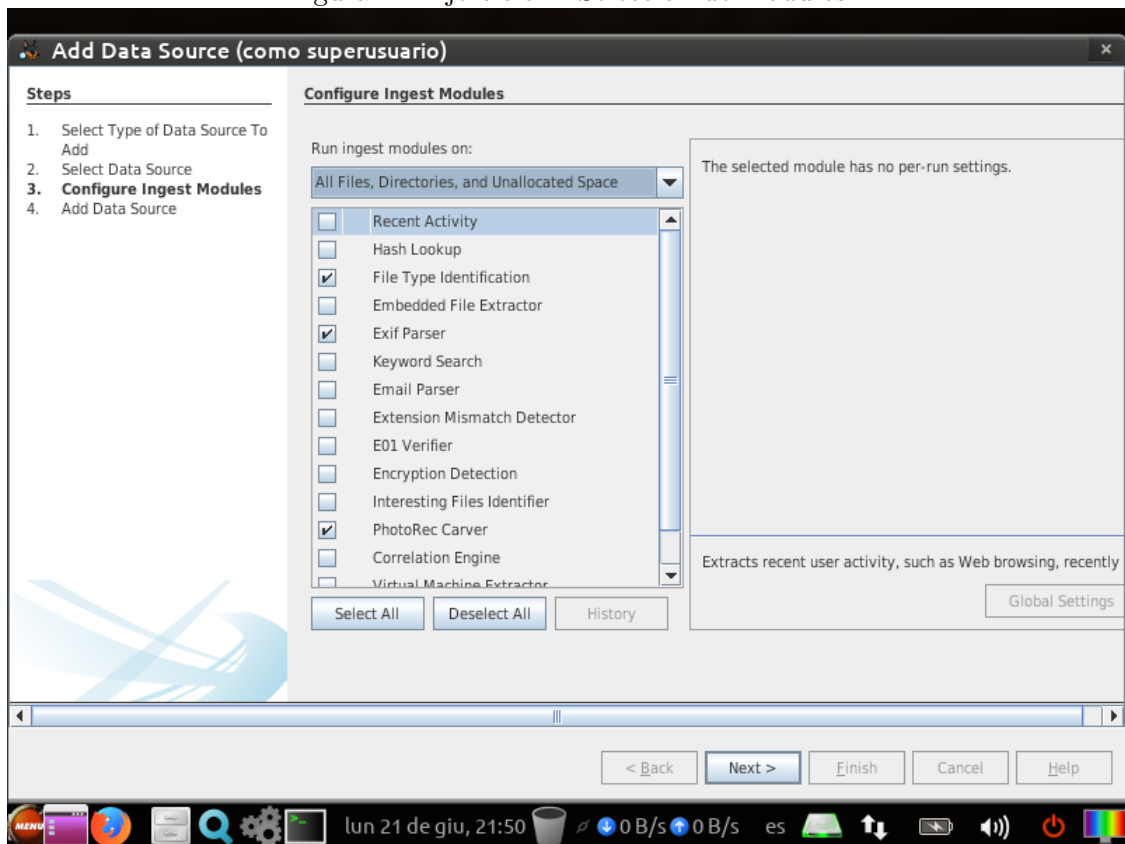 Add Data Source (como superusuario)
Steps
1. Select Type of Data Source To
Add
2. Select Data Source
3. Configure Ingest Modules
4. Add Data Source
Configure Ingest Modules
Run ingest modules on:
All Files, Directories, and Unallocated Space
Recent Activity
Hash Lookup
File Type Identification
Embedded File Extractor
Exif Parser
Keyword Search
Email Parser
Extension Mismatch Detector
E01 Verifier
Encryption Detection
Interesting Files Identifier
PhotoRec Carver
Correlation Engine
Virtual Machine Extractor
Select All
Deselect All
History
The selected module has no per-run settings.
Extracts recent user activity, such as Web browsing, recently
Global Settings
< Back
Next >
Finish
Cancel
Help
MENU
lun 21 de giu, 21:50
0 B/s
0 B/s
es